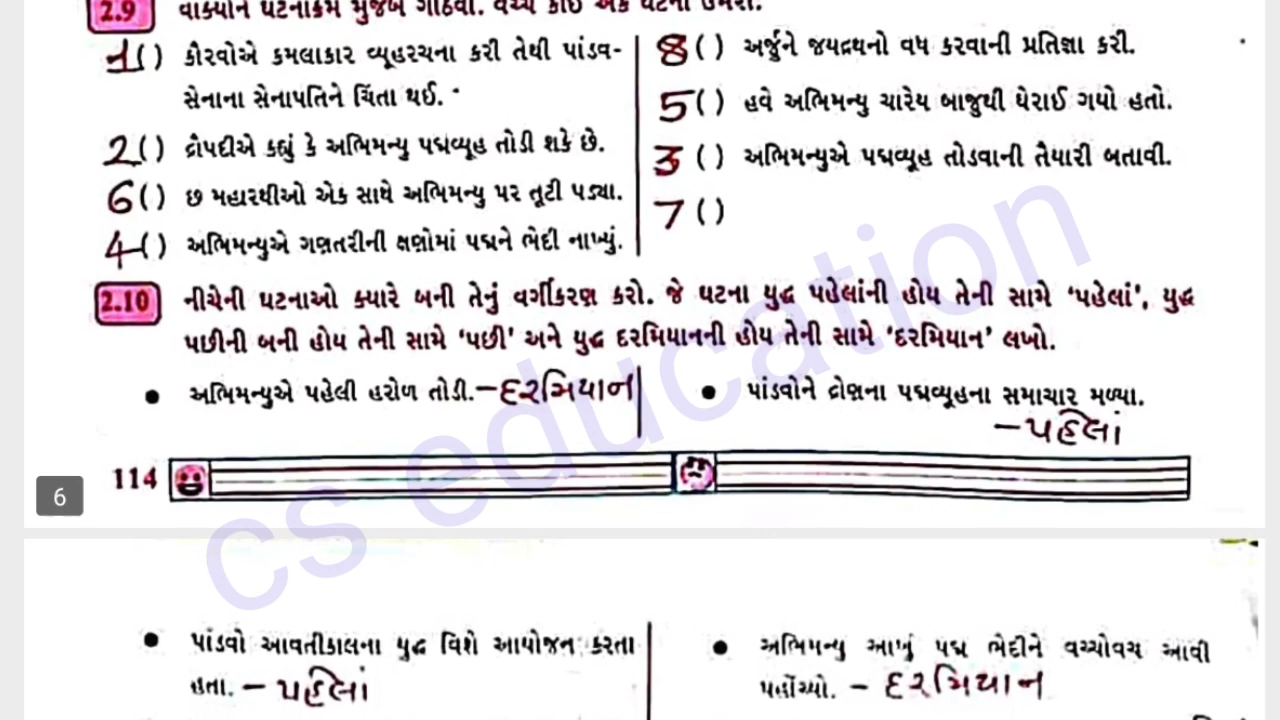 2.9 વાક્યોને ઘટનાક્રમ મુજબ ગોઠવો. વચ્ચે કોઈ એક ઘટના ઉમેરો.
1 ( ) કૌરવોએ કમલાકાર વ્યૂહરચના કરી તેથી પાંડવ-
સેનાના સેનાપતિને ચિંતા થઈ.
2 ( ) દ્રૌપદીએ કહ્યું કે અભિમન્યુ પદ્મવ્યૂહ તોડી શકે છે.
6 ( ) છ મહારથીઓ એક સાથે અભિમન્યુ પર તૂટી પડ્યા.
4 ( ) અભિમન્યુએ ગણતરીની ક્ષણોમાં પદ્મને ભેદી નાખ્યું.
8 ( ) અર્જુને જયદ્રથનો વધ કરવાની પ્રતિજ્ઞા કરી.
5 ( ) હવે અભિમન્યુ ચારેય બાજુથી ઘેરાઈ ગયો હતો.
3 ( ) અભિમન્યુએ પદ્મવ્યૂહ તોડવાની તૈયારી બતાવી.
7 ( )
2.10 નીચેની ઘટનાઓ ક્યારે બની તેનું વર્ગીકરણ કરો. જે ઘટના યુદ્ધ પહેલાંની હોય તેની સામે ‘પહેલાં’, યુદ્ધ
પછીની બની હોય તેની સામે ‘પછી’ અને યુદ્ધ દરમિયાનની હોય તેની સામે ‘દરમિયાન’ લખો.
• અભિમન્યુએ પહેલી હરોળ તોડી. – દરમિયાન
• પાંડવોને દ્રોણના પદ્મવ્યૂહના સમાચાર મળ્યા.
– પહેલાં
114
6
cs education
• પાંડવો આવતીકાલના યુદ્ધ વિશે આયોજન કરતા
હતા. – પહેલાં
• અભિમન્યુ આખું પદ્મ ભેદીને વચ્ચોવચ આવી
પહોંચ્યો. – દરમિયાન